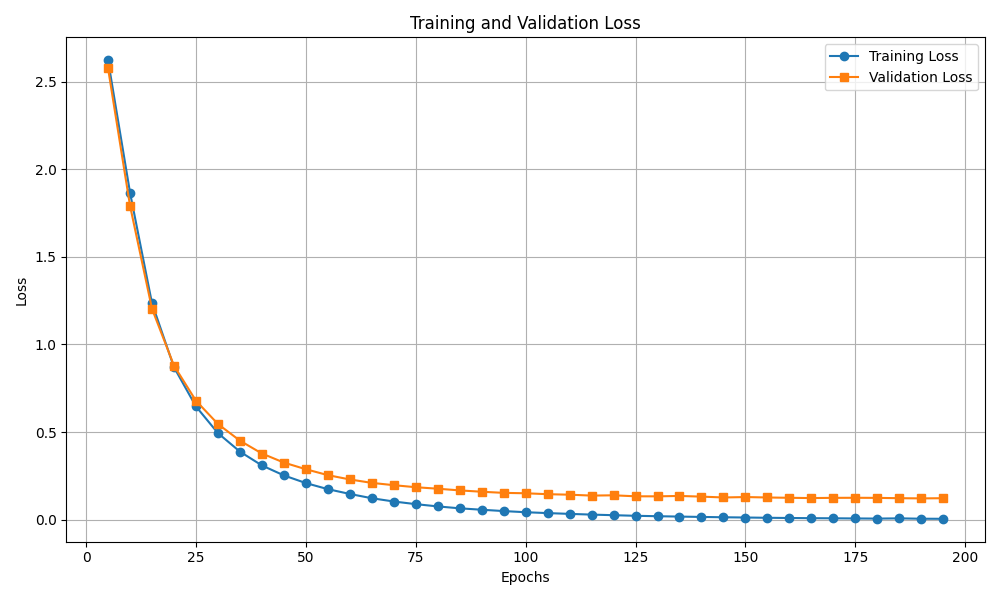 Training and Validation Loss
Training Loss
Validation Loss
2.5
2.0
1.5
1.0
0.5
0.0
Loss
0 25 50 75 100 125 150 175 200
Epochs